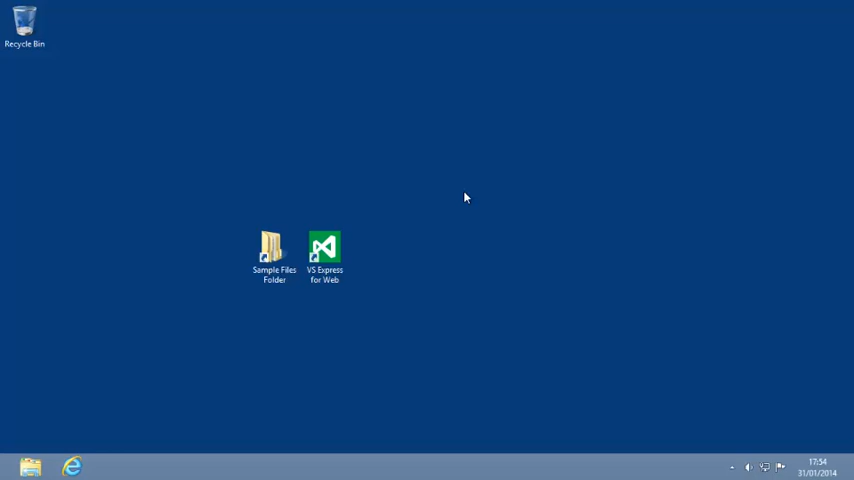 Recycle Bin
Sample Files
Folder
VS Express
for Web
17:54
31/01/2014